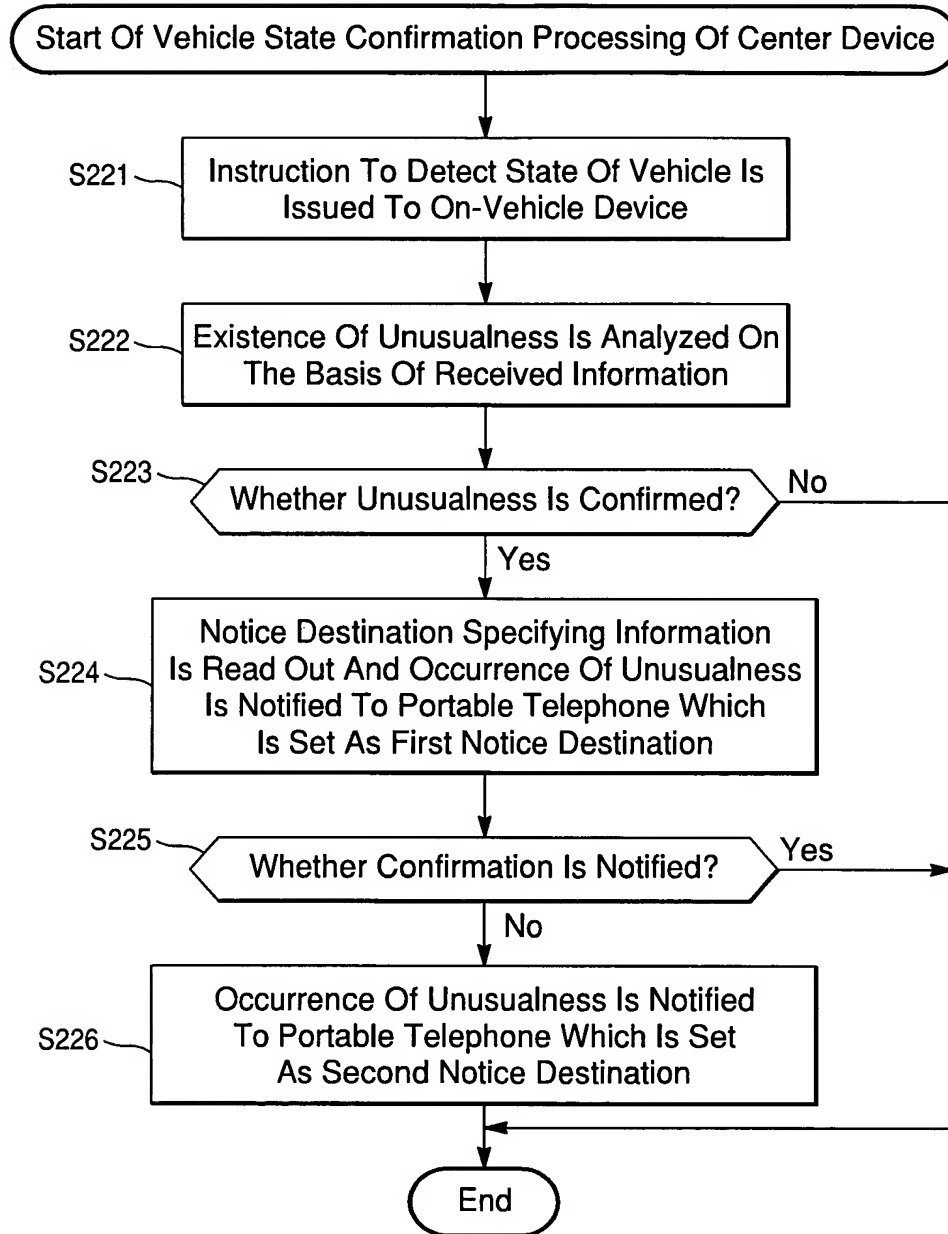 Start Of Vehicle State Confirmation Processing Of Center Device
S221
Instruction To Detect State Of Vehicle Is
Issued To On-Vehicle Device
S222
Existence Of Unusualness Is Analyzed On
The Basis Of Received Information
S223
Whether Unusualness Is Confirmed?
No
Yes
S224
Notice Destination Specifying Information
Is Read Out And Occurrence Of Unusualness
Is Notified To Portable Telephone Which
Is Set As First Notice Destination
S225
Whether Confirmation Is Notified?
Yes
No
S226
Occurrence Of Unusualness Is Notified
To Portable Telephone Which Is Set
As Second Notice Destination
End